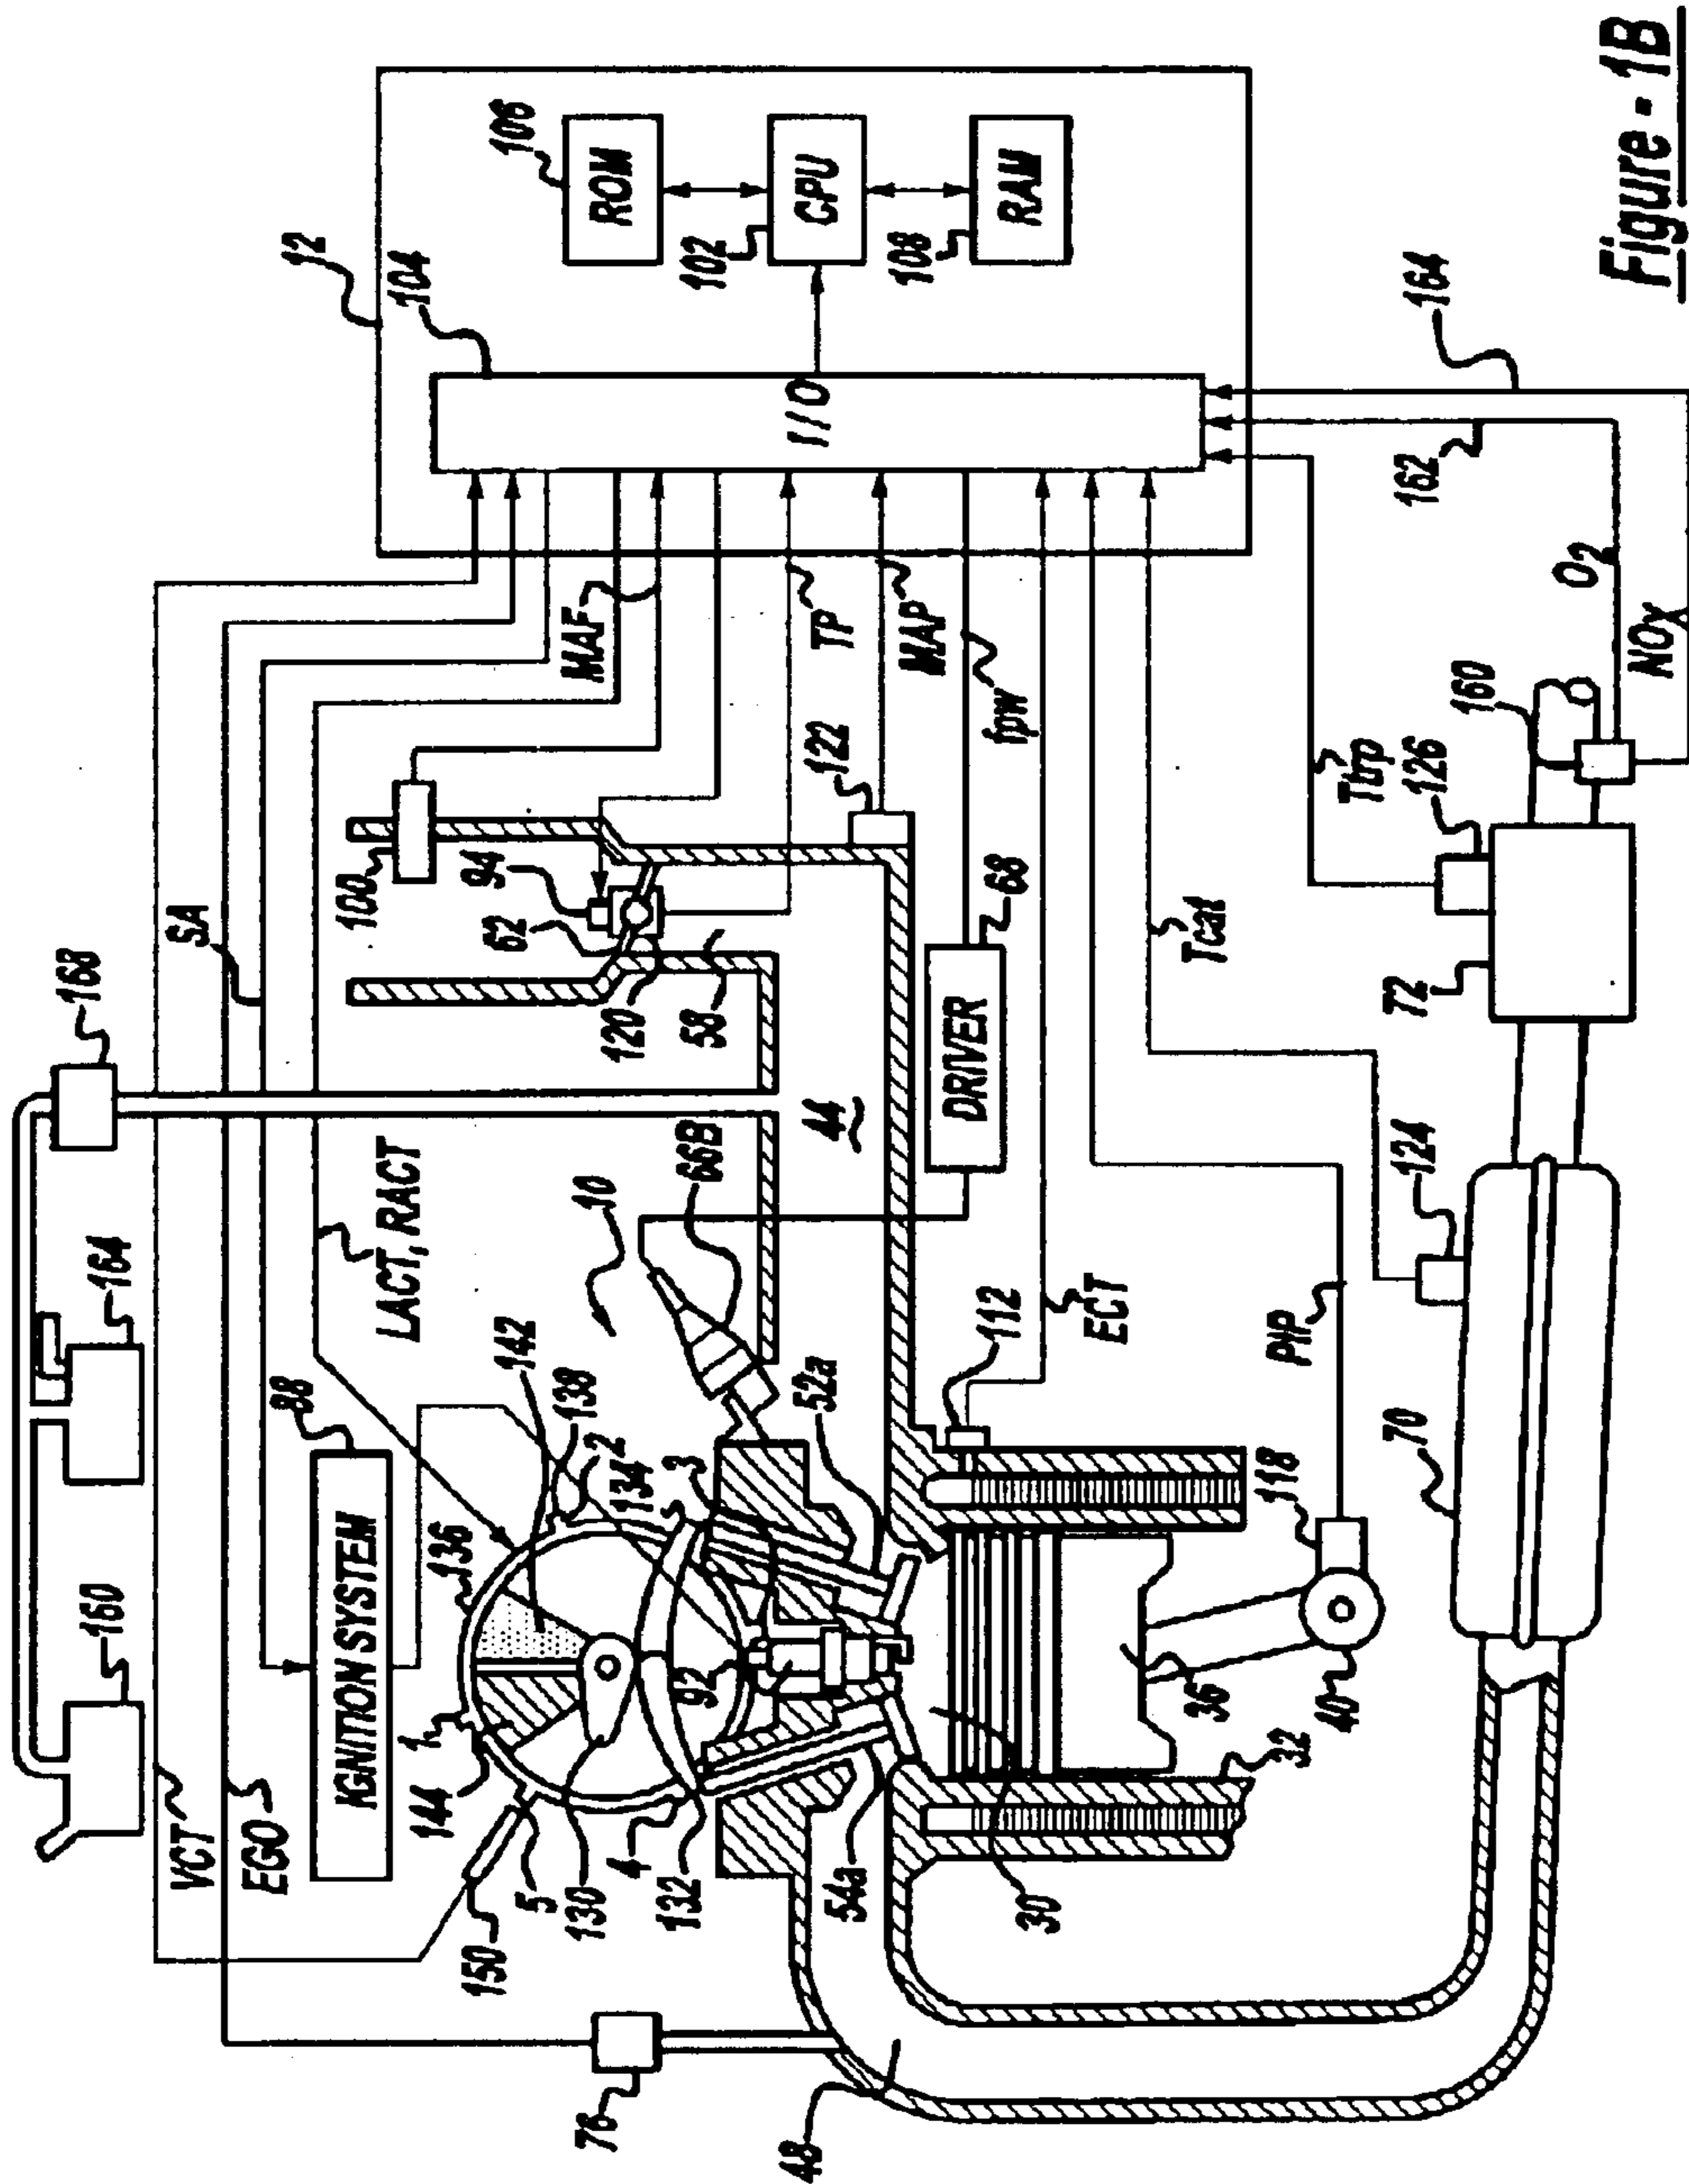 160
164
168
VCT
EGO
SA
88
IGNITION SYSTEM
LACT, RACT
100
MAF
12
104
106
ROM
102
CPU
108
RAM
I/O
76
150
5
144
1
136
142
138
2
134
3
130
4
132
92
10
66B
94
62
120
58
122
TP
MAP
fpw
44
DRIVER
68
48
54a
52a
30
112
ECT
36
32
40
118
PIP
Tcat
70
124
72
126
Ttrp
160
O2
NOx
162
164
Figure - 1B